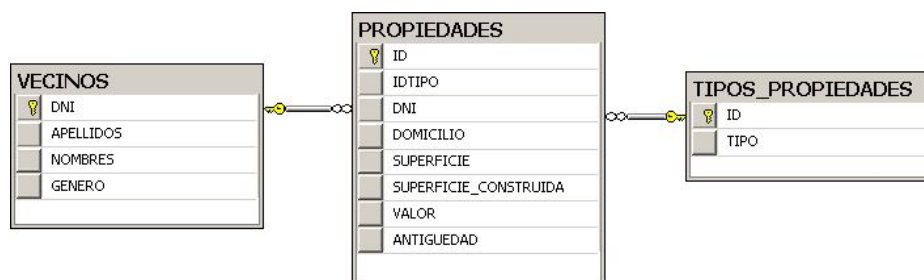 VECINOS
DNI
APELLIDOS
NOMBRES
GENERO
PROPIEDADES
ID
IDTIPO
DNI
DOMICILIO
SUPERFICIE
SUPERFICIE_CONSTRUIDA
VALOR
ANTIGUEDAD
TIPOS_PROPIEDADES
ID
TIPO